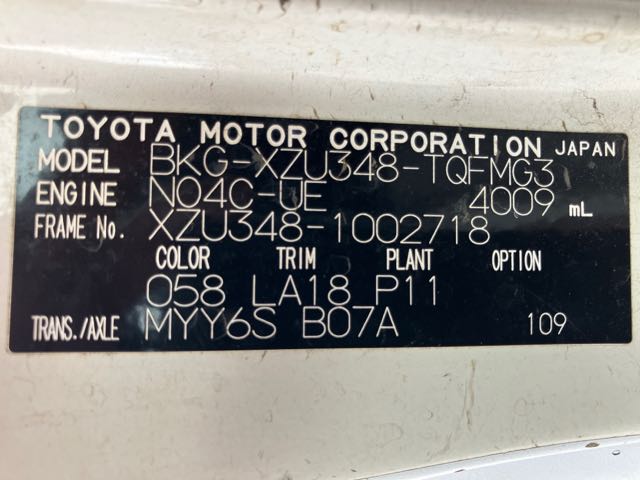 TOYOTA MOTOR CORPORATION JAPAN
MODEL BKG-XZU348-TQFMG3
ENGINE N04C-UE 4009 mL
FRAME No. XZU348-1002718
COLOR TRIM PLANT OPTION
058 LA18 P11
TRANS./AXLE MYY6S B07A 109